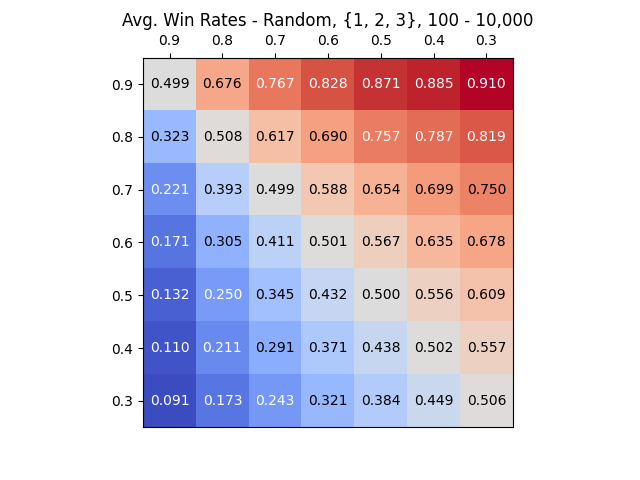 Avg. Win Rates - Random, {1, 2, 3}, 100 - 10,000
0.9 0.8 0.7 0.6 0.5 0.4 0.3
0.9 0.499 0.676 0.767 0.828 0.871 0.885 0.910
0.8 0.323 0.508 0.617 0.690 0.757 0.787 0.819
0.7 0.221 0.393 0.499 0.588 0.654 0.699 0.750
0.6 0.171 0.305 0.411 0.501 0.567 0.635 0.678
0.5 0.132 0.250 0.345 0.432 0.500 0.556 0.609
0.4 0.110 0.211 0.291 0.371 0.438 0.502 0.557
0.3 0.091 0.173 0.243 0.321 0.384 0.449 0.506